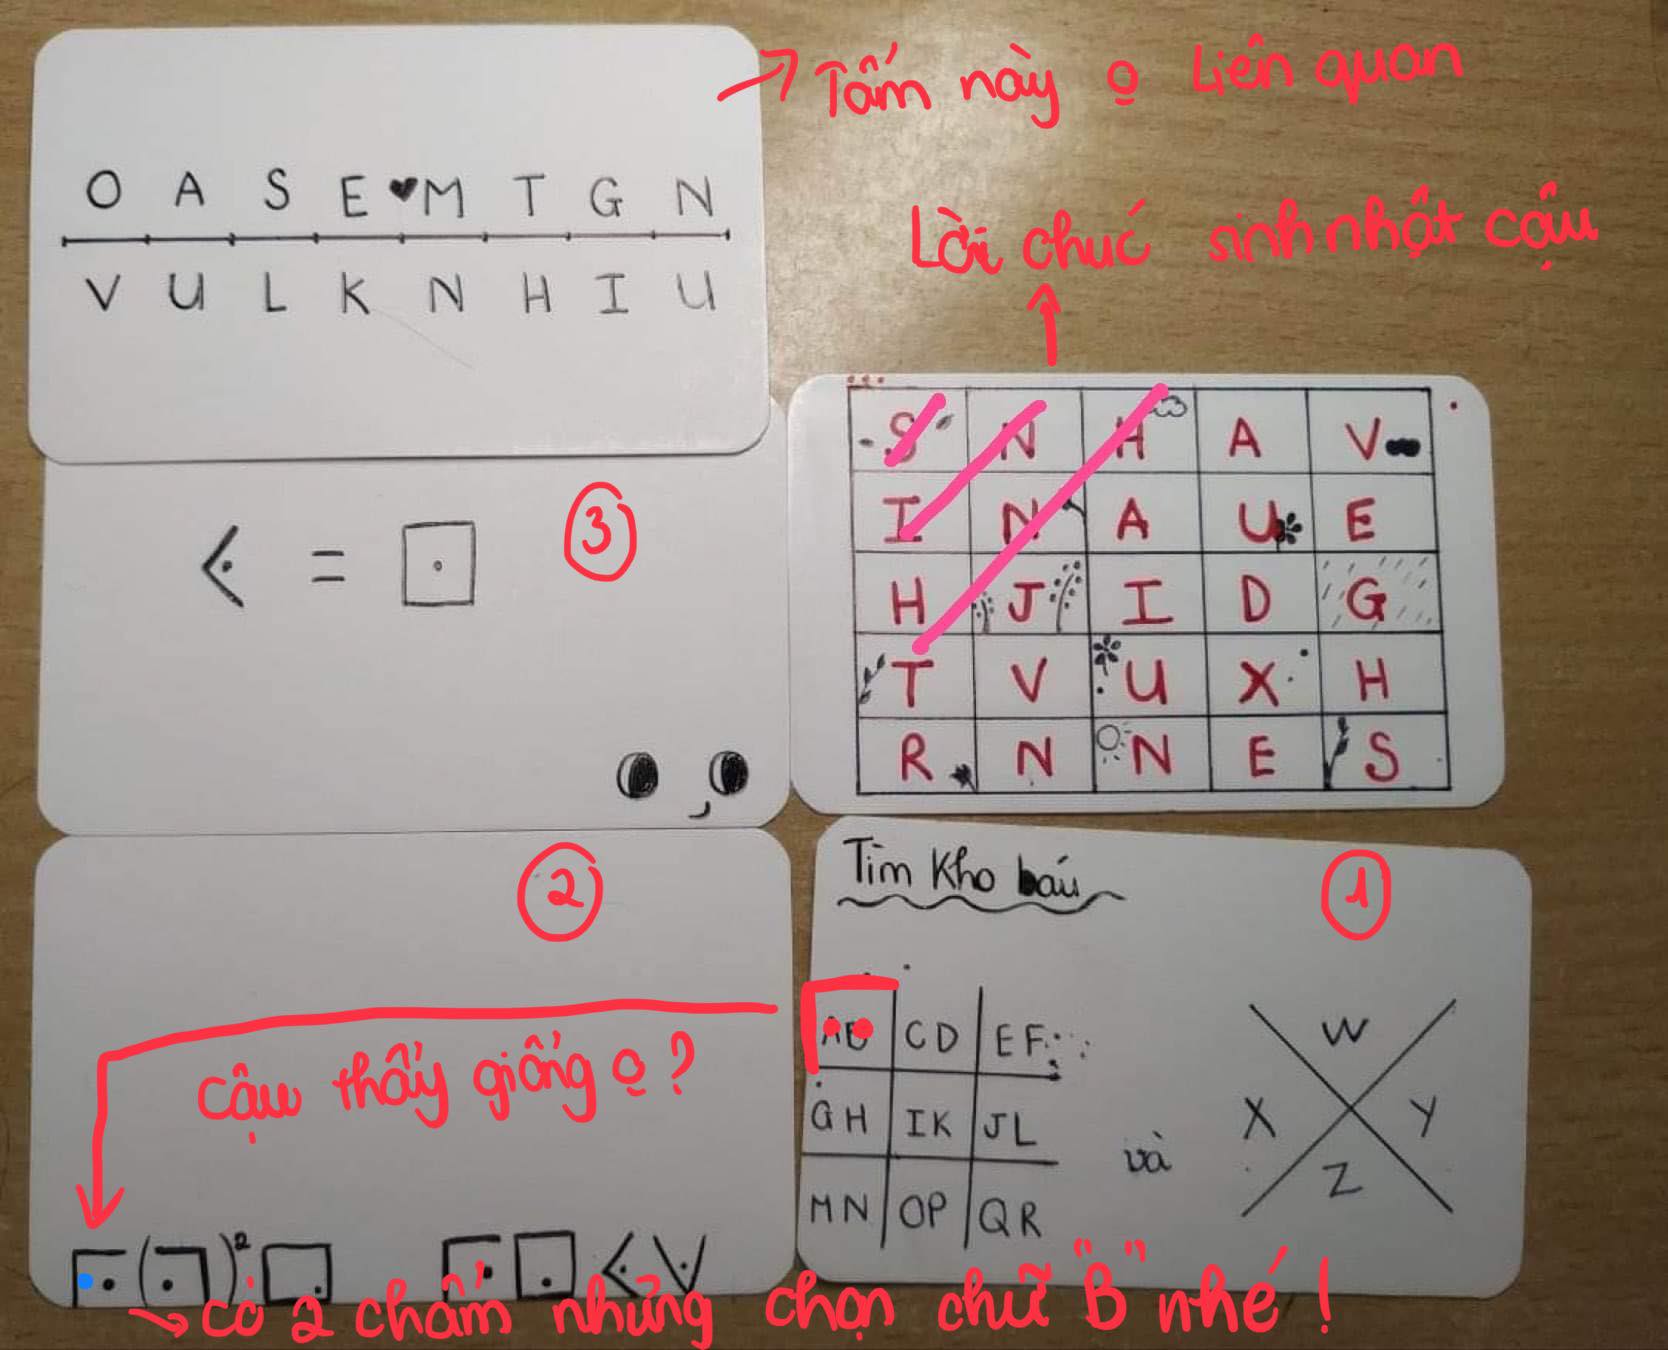 → Tấm này o liên quan
O A S E ♥ M T G N
V U L K N H I U
Lời chúc sinh nhật cậu
S N H A V
I N A U E
H J I D G
T V U X H
R N N E S
< = □
3
2
Cậu thấy giống o?
( )²
→ có 2 chấm nhưng chọn chữ "B" nhé!
Tìm kho báu
1
AB CD EF
GH IK JL
MN OP QR
và
W
X Y
Z